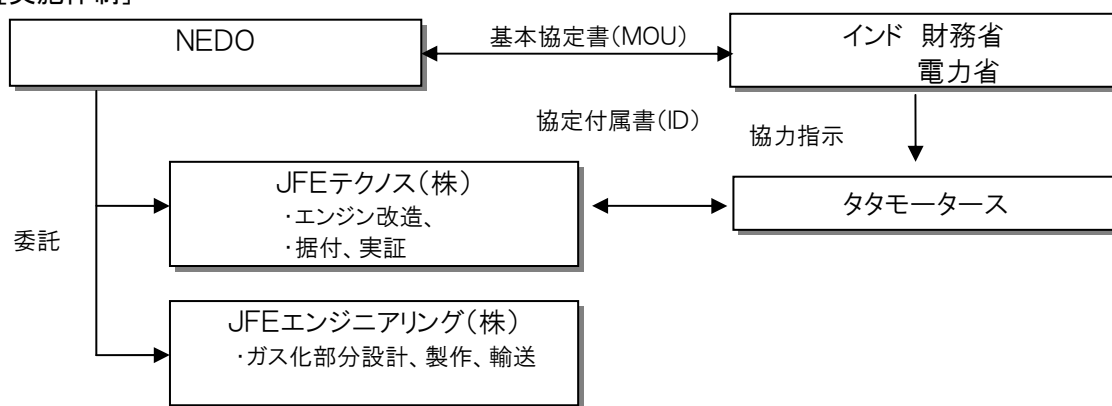 NEDO
基本協定書(MOU)
インド 財務省
電力省
協定付属書(ID)
協力指示
JFEテクノス(株)
・エンジン改造、
・据付、実証
タタモータース
委託
JFEエンジニアリング(株)
・ガス化部分設計、製作、輸送